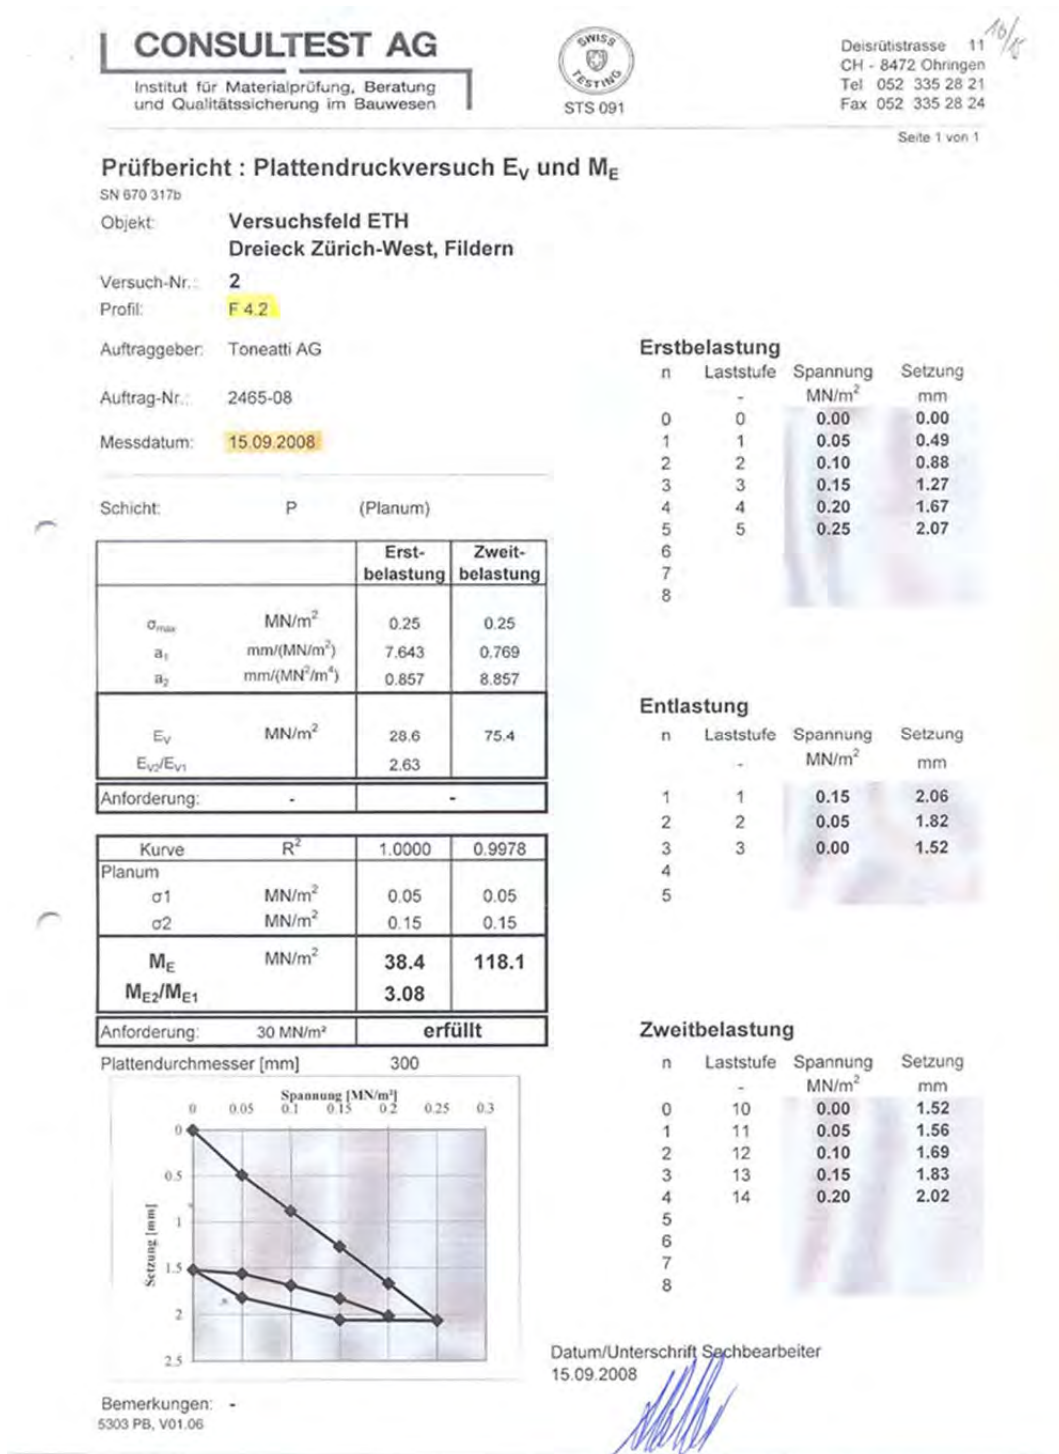 CONSULTEST AG
Institut für Materialprüfung, Beratung
und Qualitätssicherung im Bauwesen
SWISS TESTING
STS 091
Deisrütistrasse 11
CH - 8472 Ohringen
Tel 052 335 28 21
Fax 052 335 28 24
Seite 1 von 1
Prüfbericht : Plattendruckversuch EV und ME
SN 670 317b
Objekt: Versuchsfeld ETH
Dreieck Zürich-West, Fildern
Versuch-Nr.: 2
Profil: F 4.2
Auftraggeber: Toneatti AG
Auftrag-Nr.: 2465-08
Messdatum: 15.09.2008
Schicht: P (Planum)
Erst-belastung Zweit-belastung
σmax MN/m² 0.25 0.25
a1 mm/(MN/m²) 7.643 0.769
a2 mm/(MN²/m⁴) 0.857 8.857
EV MN/m² 28.6 75.4
EV2/EV1 2.63
Anforderung: - -
Kurve R² 1.0000 0.9978
Planum
σ1 MN/m² 0.05 0.05
σ2 MN/m² 0.15 0.15
ME MN/m² 38.4 118.1
ME2/ME1 3.08
Anforderung: 30 MN/m² erfüllt
Plattendurchmesser [mm] 300
Spannung [MN/m²]
0 0.05 0.1 0.15 0.2 0.25 0.3
Setzung [mm]
0
0.5
1
1.5
2
2.5
Bemerkungen: -
5303 PB, V01.06
Erstbelastung
n Laststufe Spannung Setzung
- MN/m² mm
0 0 0.00 0.00
1 1 0.05 0.49
2 2 0.10 0.88
3 3 0.15 1.27
4 4 0.20 1.67
5 5 0.25 2.07
6
7
8
Entlastung
n Laststufe Spannung Setzung
- MN/m² mm
1 1 0.15 2.06
2 2 0.05 1.82
3 3 0.00 1.52
4
5
Zweitbelastung
n Laststufe Spannung Setzung
- MN/m² mm
0 10 0.00 1.52
1 11 0.05 1.56
2 12 0.10 1.69
3 13 0.15 1.83
4 14 0.20 2.02
5
6
7
8
Datum/Unterschrift Sachbearbeiter
15.09.2008